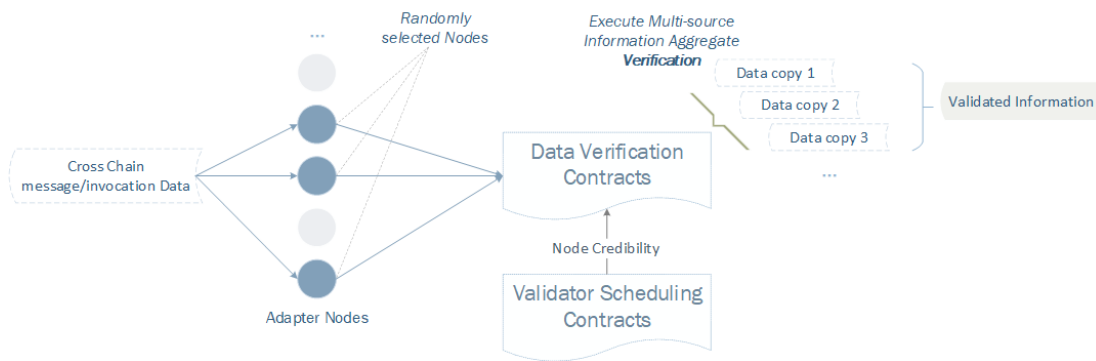 ...
Randomly
selected Nodes
Execute Multi-source
Information Aggregate
Verification
Data copy 1
Data copy 2
Data copy 3
...
Validated Information
Cross Chain
message/invocation Data
Data Verification
Contracts
Node Credibility
Validator Scheduling
Contracts
Adapter Nodes